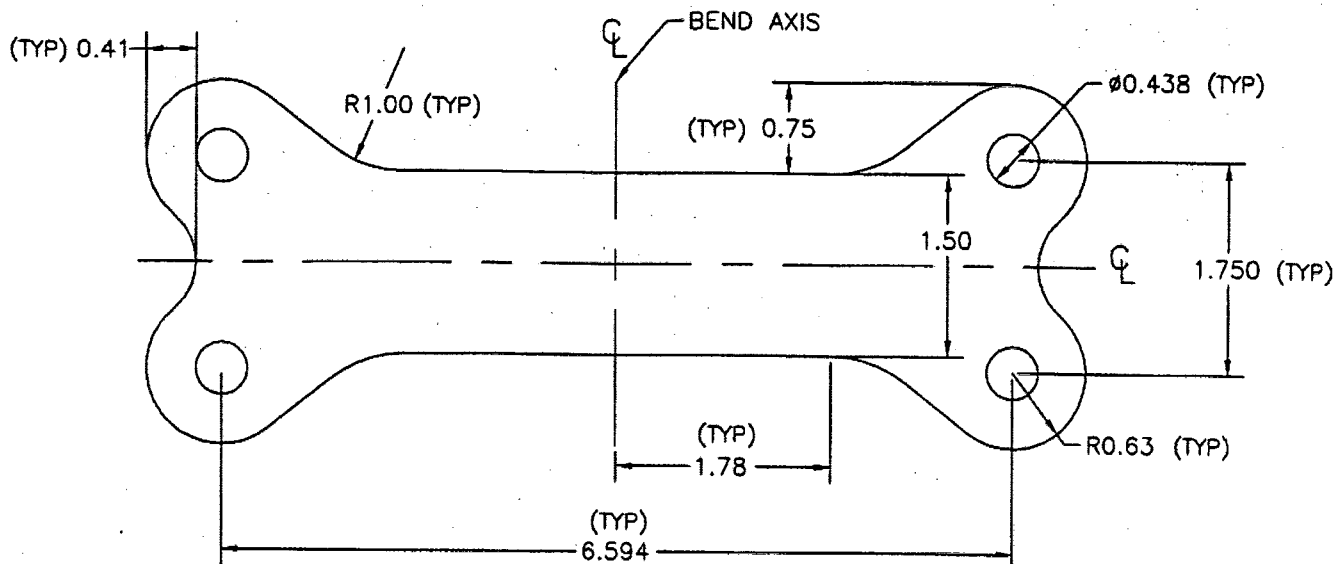 ℄
BEND AXIS
(TYP) 0.41
R1.00 (TYP)
(TYP) 0.75
ø0.438 (TYP)
1.50
℄
1.750 (TYP)
(TYP)
1.78
R0.63 (TYP)
(TYP)
6.594